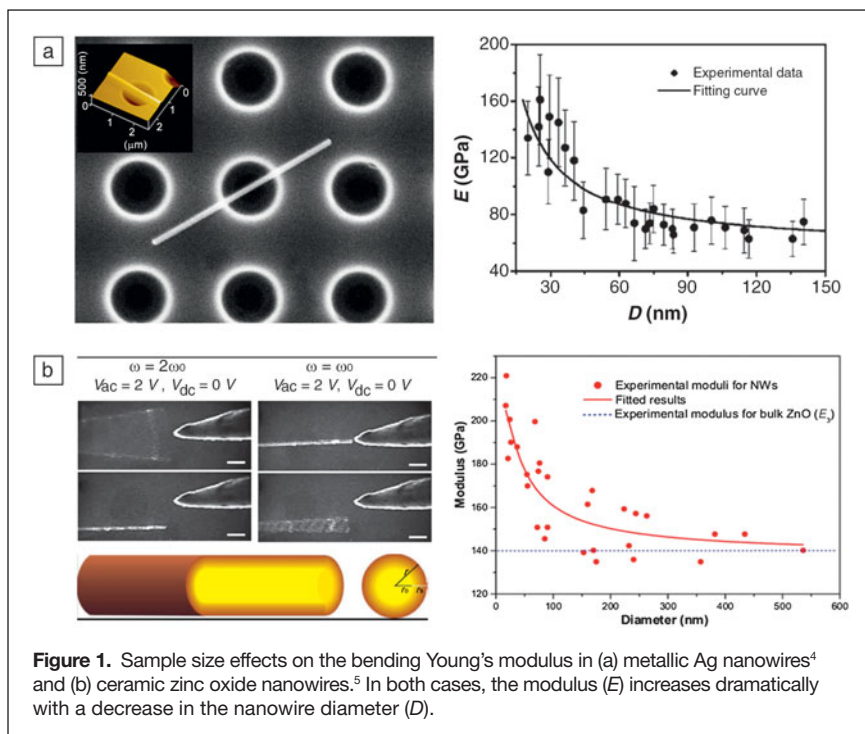 a
500 (nm)
0
0
1
1
2
2
(μm)
200
160
120
80
40
E (GPa)
Experimental data
Fitting curve
30
60
90
120
150
D (nm)
b
ω = 2ω₀
ω = ω₀
Vac = 2 V, Vdc = 0 V
Vac = 2 V, Vdc = 0 V
220
200
180
160
140
120
Modulus (GPa)
Experimental moduli for NWs
Fitted results
Experimental modulus for bulk ZnO (E₃)
0
100
200
300
400
500
600
Diameter (nm)
Figure 1. Sample size effects on the bending Young's modulus in (a) metallic Ag nanowires⁴
and (b) ceramic zinc oxide nanowires.⁵ In both cases, the modulus (E) increases dramatically
with a decrease in the nanowire diameter (D).